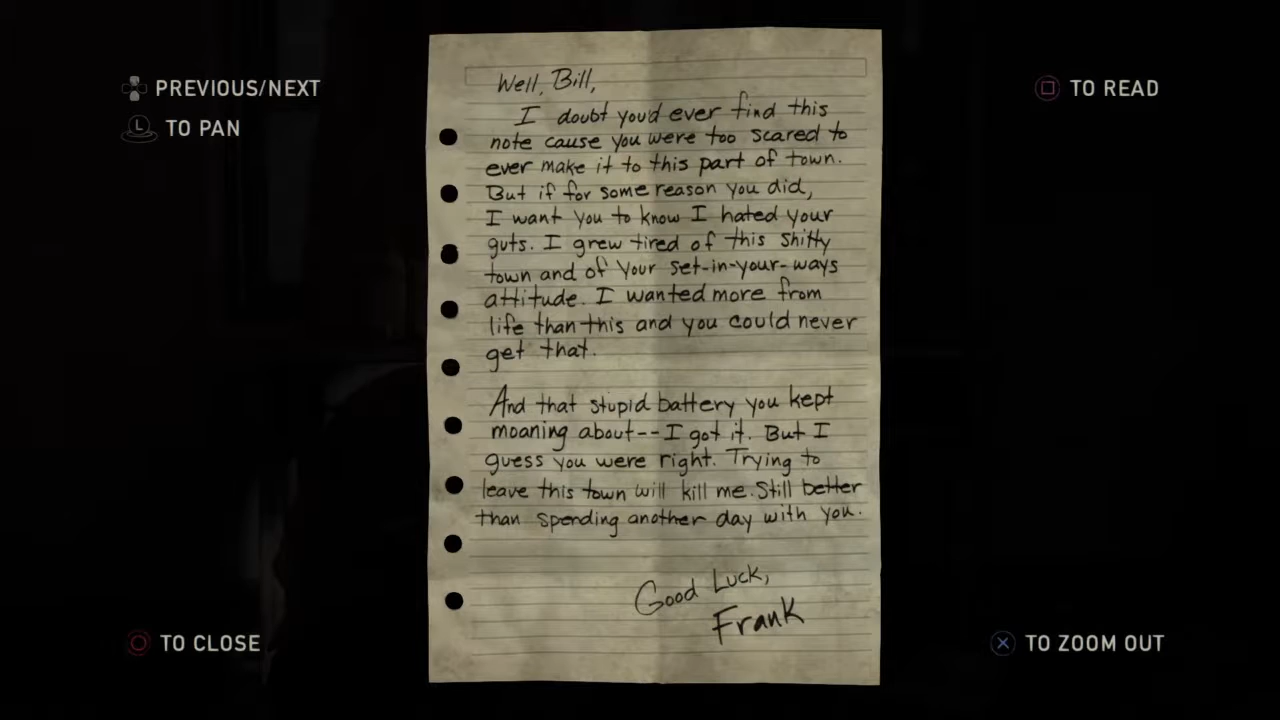 PREVIOUS/NEXT
L TO PAN
TO READ
Well, Bill,
I doubt you'd ever find this
note cause you were too scared to
ever make it to this part of town.
But if for some reason you did,
I want you to know I hated your
guts. I grew tired of this shitty
town and of your set-in-your-ways
attitude. I wanted more from
life than this and you could never
get that.
And that stupid battery you kept
moaning about--I got it. But I
guess you were right. Trying to
leave this town will kill me. Still better
than spending another day with you.
Good Luck,
Frank
TO CLOSE
TO ZOOM OUT